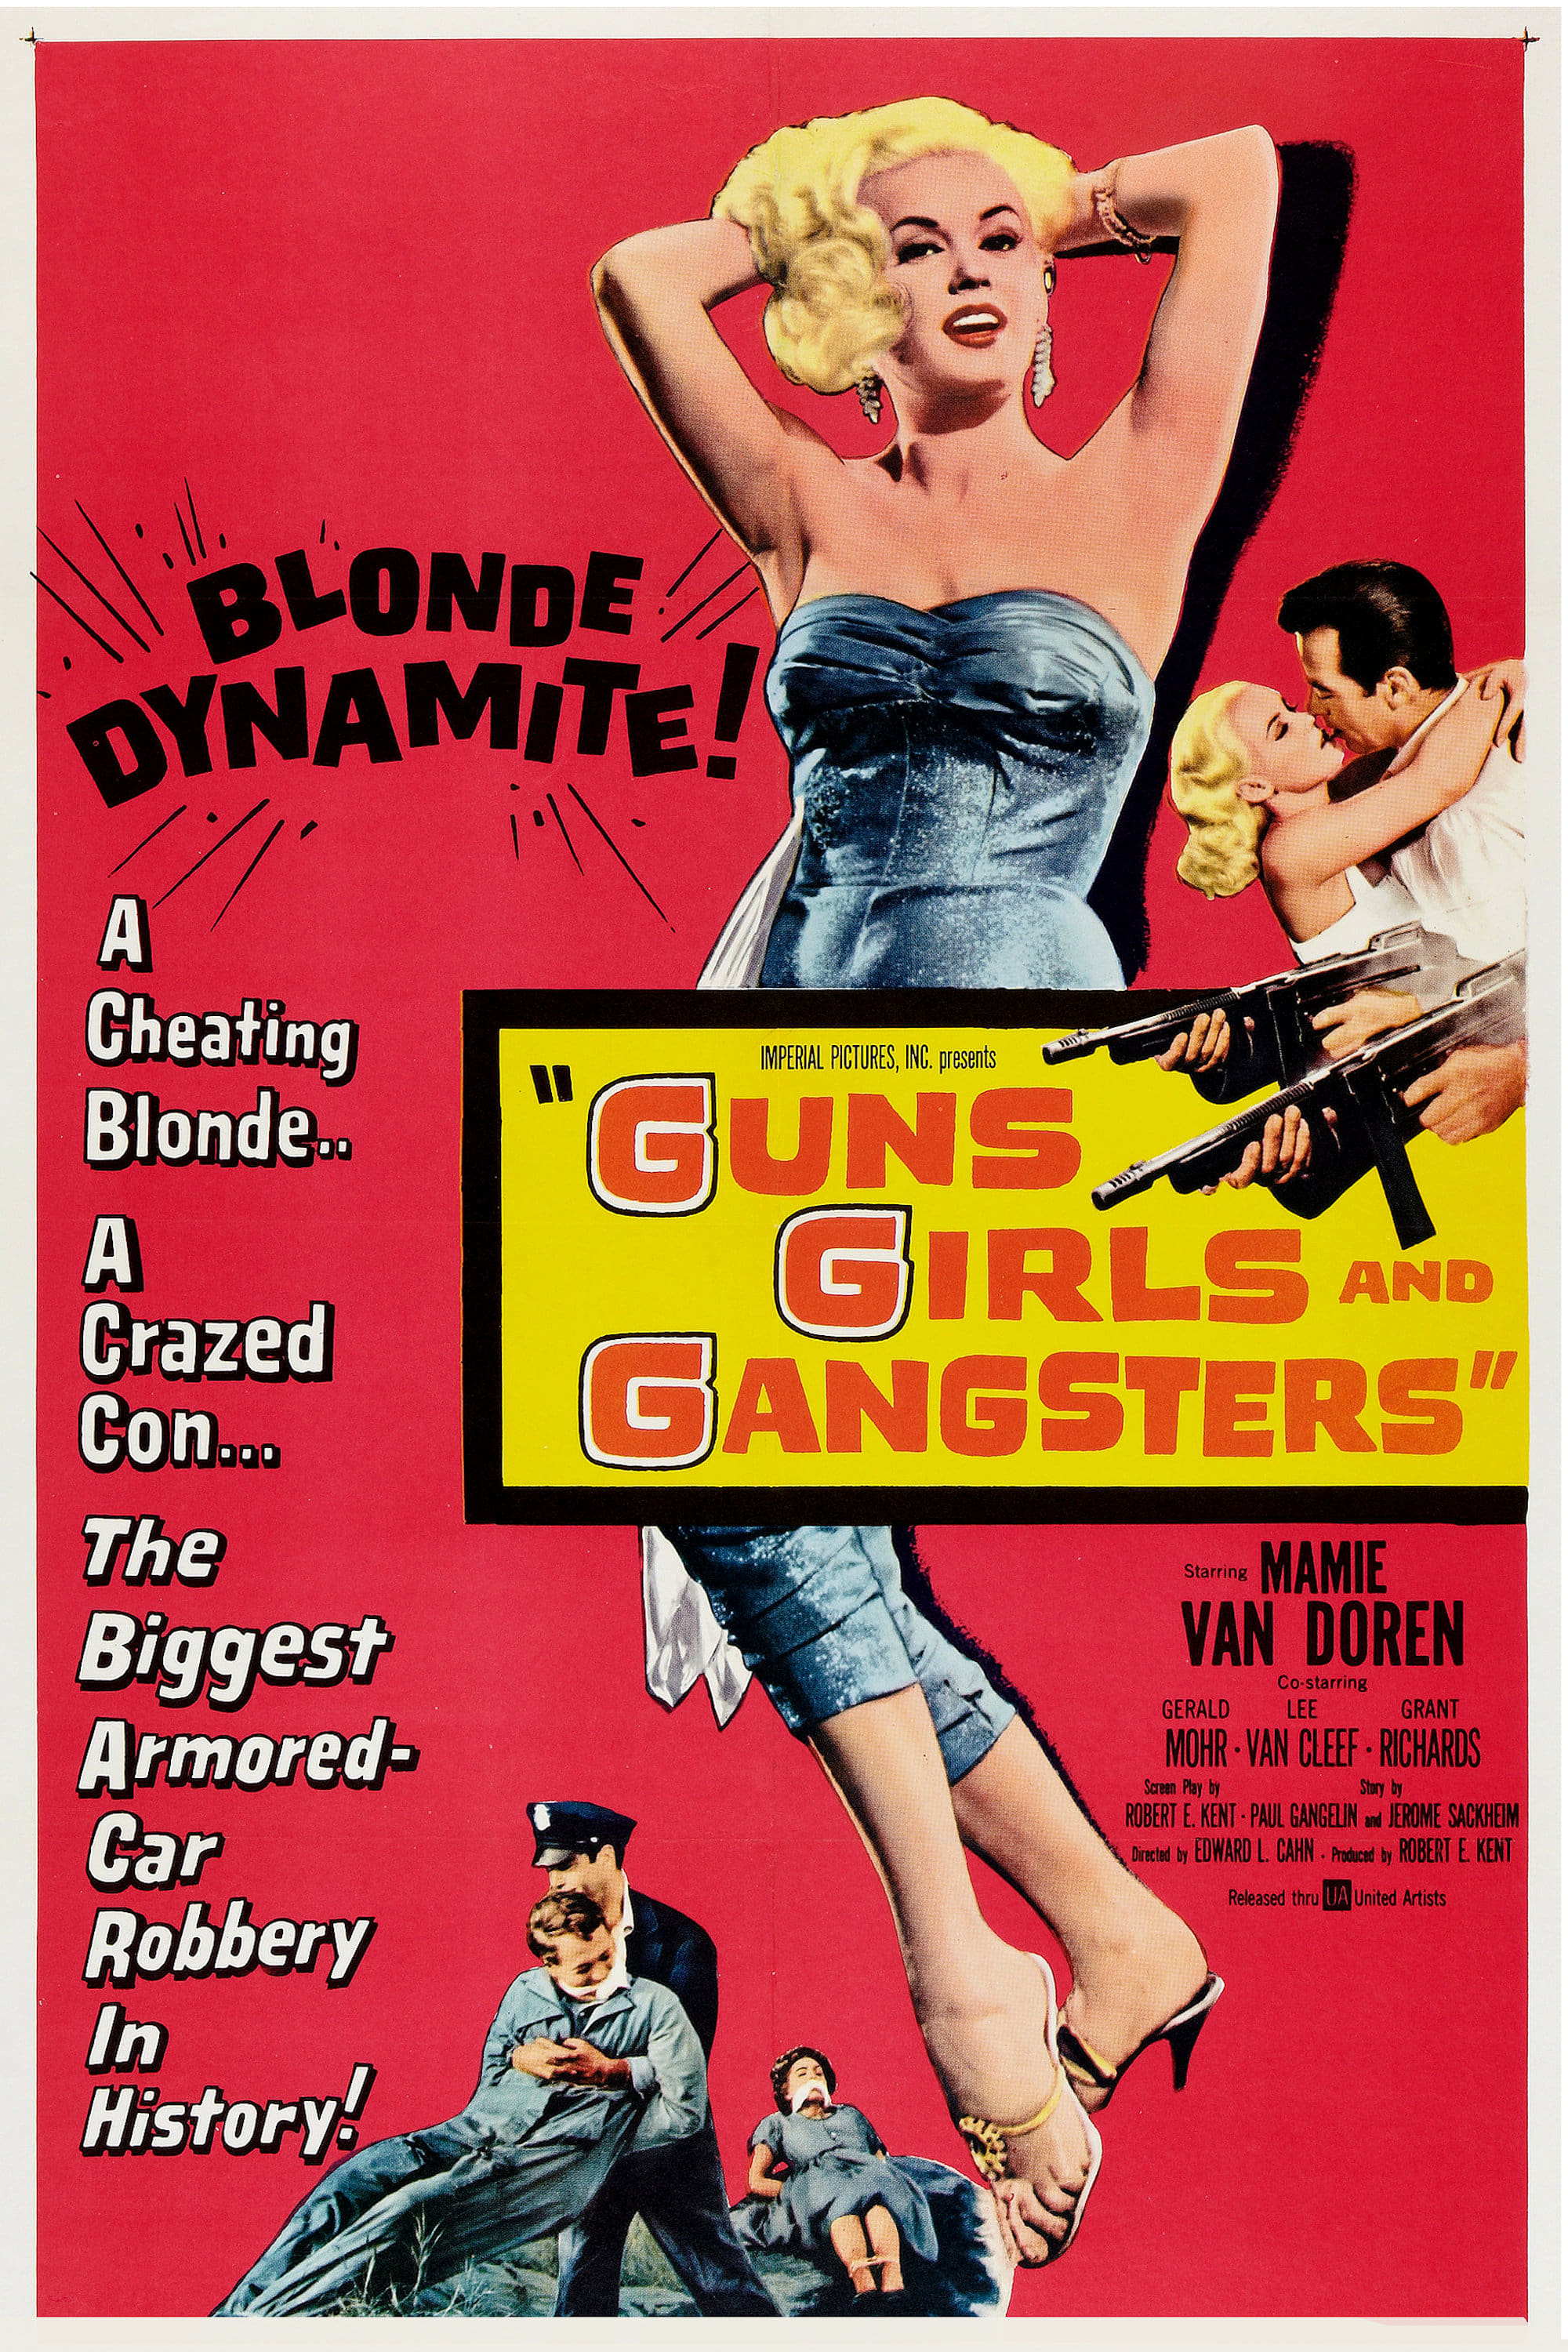 BLONDE
DYNAMITE!
A
Cheating
Blonde..
A
Crazed
Con...
The
Biggest
Armored-
Car
Robbery
In
History!
IMPERIAL PICTURES, INC. presents
"GUNS
GIRLS AND
GANGSTERS"
Starring MAMIE
VAN DOREN
Co-starring
GERALD LEE GRANT
MOHR · VAN CLEEF · RICHARDS
Screen Play by Story by
ROBERT E. KENT · PAUL GANGELIN and JEROME SACKHEIM
Directed by EDWARD L. CAHN · Produced by ROBERT E. KENT
Released thru UA United Artists